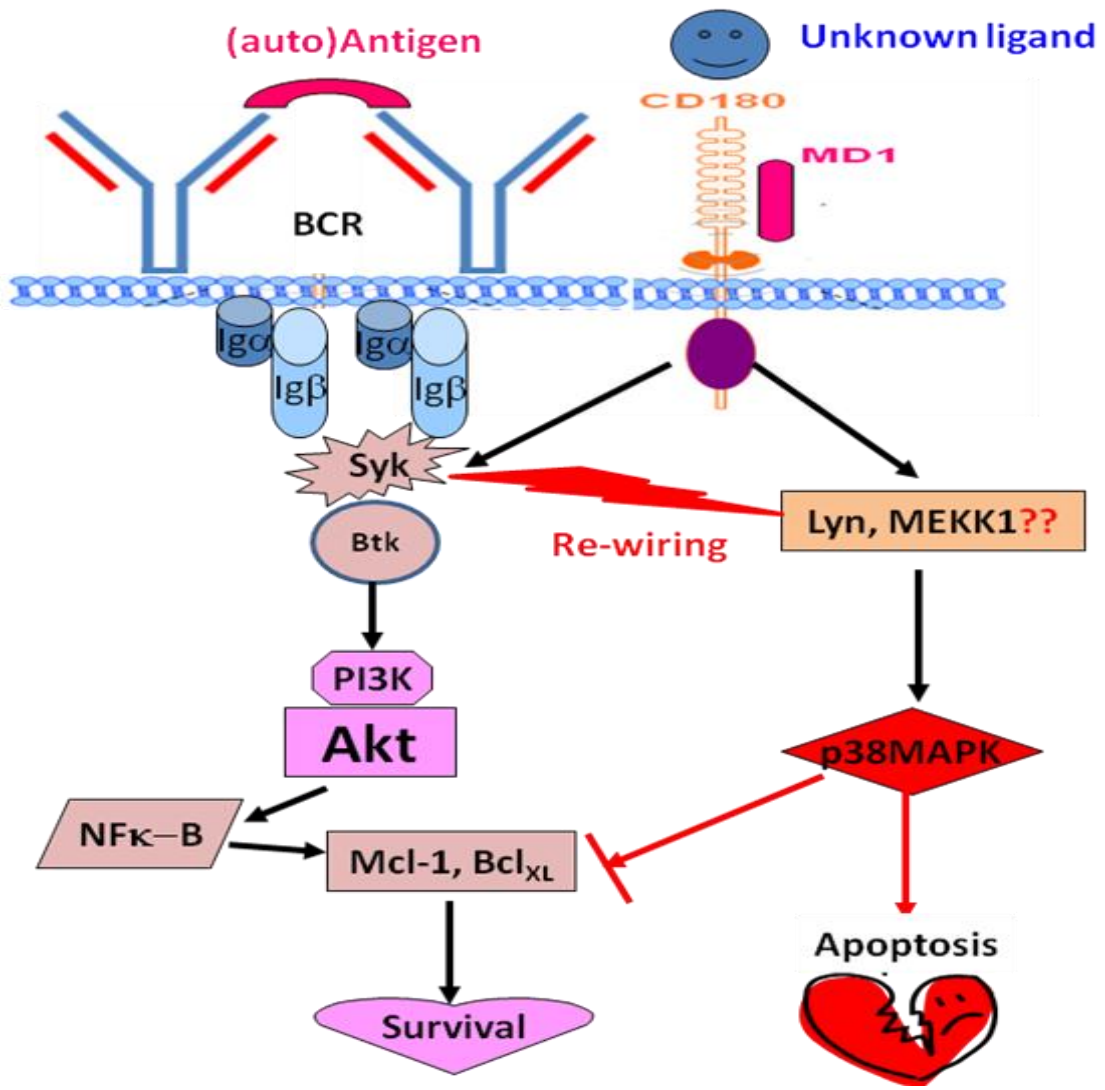 (auto)Antigen
Unknown ligand
CD180
MD1
BCR
Igα
Igβ
Igα
Igβ
Syk
Btk
Re-wiring
Lyn, MEKK1??
PI3K
Akt
p38MAPK
NFκ–B
Mcl-1, BclXL
Apoptosis
Survival